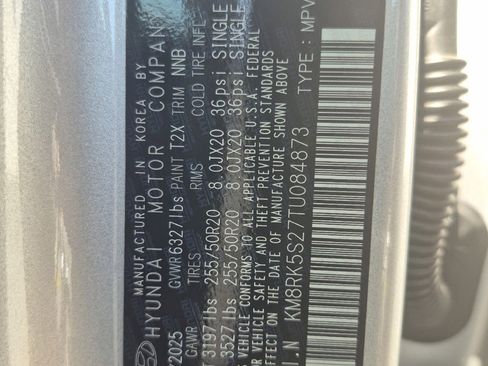 MANUFACTURED IN KOREA BY
HYUNDAI MOTOR COMPANY
/2025 GVWR 6327lbs PAINT T2X TRIM NNB
GAWR TIRES RIMS COLD TIRE INFL
3197lbs 255/50R20 8.0JX20 36psi SINGLE
3527lbs 255/50R20 8.0JX20 36psi SINGLE
VEHICLE CONFORMS TO ALL APPLICABLE U.S.A. FEDERAL
R VEHICLE SAFETY AND THEFT PREVENTION STANDARDS
EFFECT ON THE DATE OF MANUFACTURE SHOWN ABOVE
I.N KM8RK5S27TU084873 TYPE : MPV